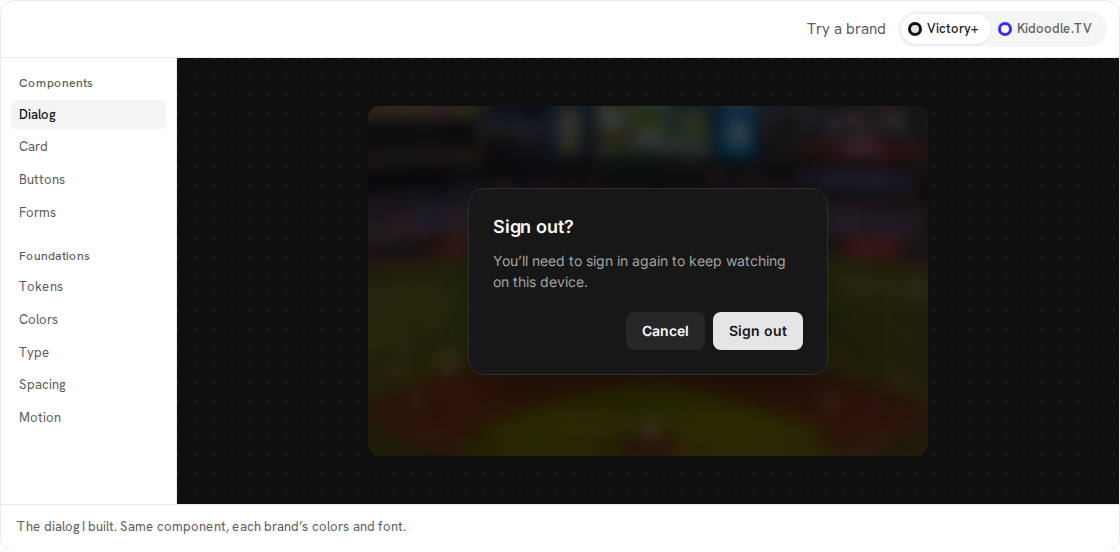 Try a brand
Victory+
Kidoodle.TV
Components
Dialog
Card
Buttons
Forms
Foundations
Tokens
Colors
Type
Spacing
Motion
Sign out?
You’ll need to sign in again to keep watching
on this device.
Cancel
Sign out
The dialog I built. Same component, each brand’s colors and font.